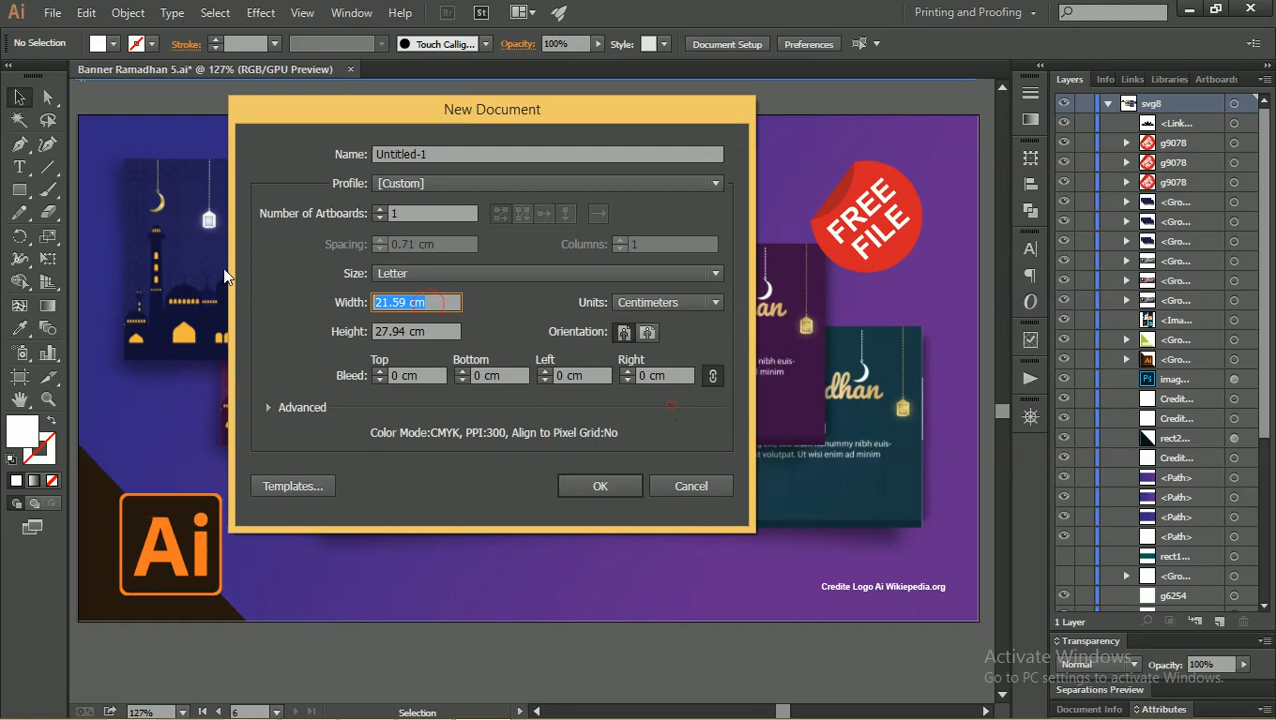 Ai File Edit Object Type Select Effect View Window Help Br St Printing and Proofing
No Selection Stroke: Touch Callig... Opacity: 100% Style: Document Setup Preferences
Banner Ramadhan 5.ai* @ 127% (RGB/GPU Preview) ×
New Document
Name: Untitled-1
Profile: [Custom]
Number of Artboards: 1
Spacing: 0.71 cm Columns: 1
Size: Letter
Width: 21.59 cm Units: Centimeters
Height: 27.94 cm Orientation:
Top Bottom Left Right
Bleed: 0 cm 0 cm 0 cm 0 cm
Advanced
Color Mode:CMYK, PPI:300, Align to Pixel Grid:No
Templates... OK Cancel
FREE
FILE
nibh euis-
dhan
nonummy nibh euis-
volutpat. Ut wisi enim ad minim
Ai
Credite Logo Ai Wikiepedia.org
Layers Info Links Libraries Artboards
svg8
<Link...
g9078
g9078
g9078
<Gro...
<Gro...
<Gro...
<Gro...
<Gro...
<Gro...
<Ima...
<Gro...
<Gro...
imag...
Credit...
Credit...
rect2...
Credit...
<Path>
<Path>
<Path>
<Path>
rect1...
<Gro...
g6254
1 Layer
Transparency
Normal Opacity: 100%
Separations Preview
Document Info Attributes
Activate Windows
Go to PC settings to activate Windows.
127% 6 Selection